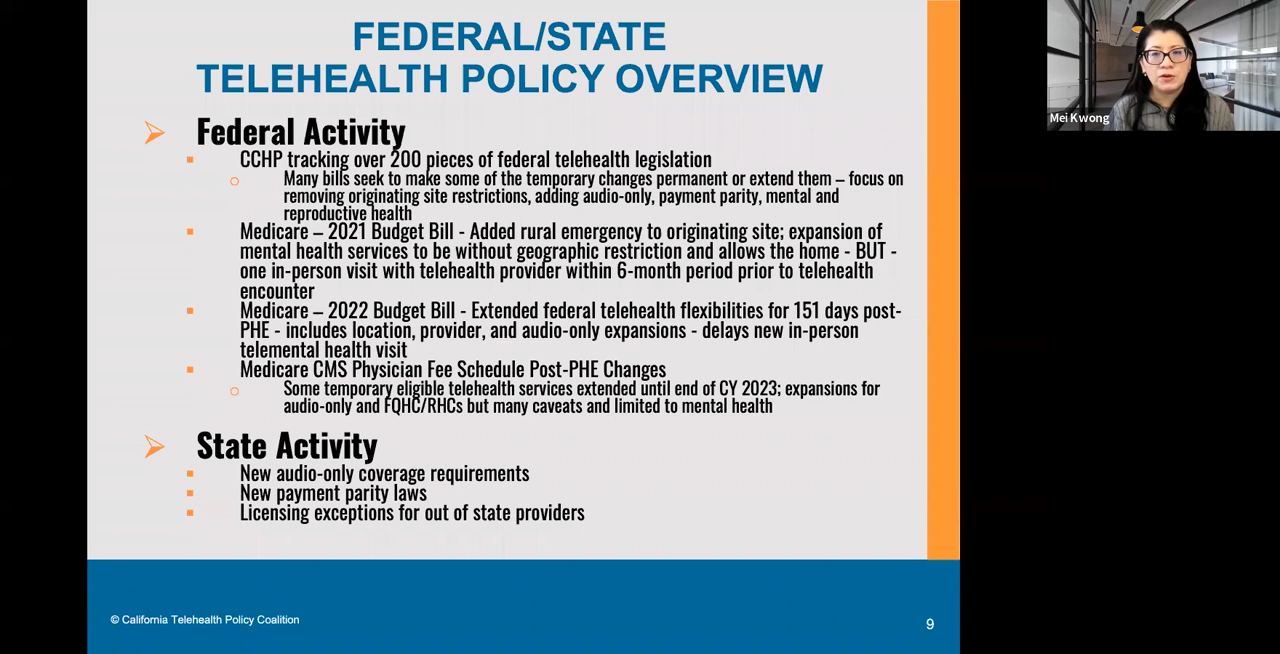 FEDERAL/STATE
TELEHEALTH POLICY OVERVIEW
Mei Kwong
Federal Activity
CCHP tracking over 200 pieces of federal telehealth legislation
Many bills seek to make some of the temporary changes permanent or extend them – focus on
removing originating site restrictions, adding audio-only, payment parity, mental and
reproductive health
Medicare – 2021 Budget Bill - Added rural emergency to originating site; expansion of
mental health services to be without geographic restriction and allows the home - BUT -
one in-person visit with telehealth provider within 6-month period prior to telehealth
encounter
Medicare – 2022 Budget Bill - Extended federal telehealth flexibilities for 151 days post-
PHE - includes location, provider, and audio-only expansions - delays new in-person
telemental health visit
Medicare CMS Physician Fee Schedule Post-PHE Changes
Some temporary eligible telehealth services extended until end of CY 2023; expansions for
audio-only and FQHC/RHCs but many caveats and limited to mental health
State Activity
New audio-only coverage requirements
New payment parity laws
Licensing exceptions for out of state providers
© California Telehealth Policy Coalition
9